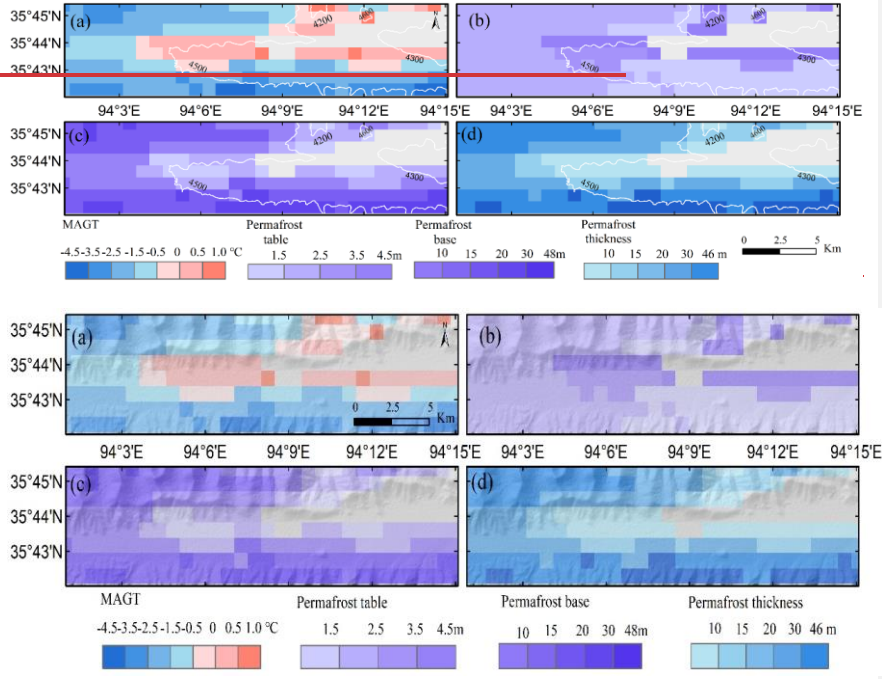 (a)
(b)
35°45'N
35°44'N
35°43'N
4200
4600
4300
4500
N
4200
4600
4300
4500
94°3'E 94°6'E 94°9'E 94°12'E 94°15'E 94°3'E 94°6'E 94°9'E 94°12'E 94°15'E
(c)
(d)
35°45'N
35°44'N
35°43'N
4200
4600
4300
4500
4200
4600
4300
4500
MAGT
Permafrost table
Permafrost base
Permafrost thickness
-4.5-3.5-2.5 -1.5-0.5 0 0.5 1.0 °C
1.5 2.5 3.5 4.5m
10 15 20 30 48m
10 15 20 30 46 m
0 2.5 5
Km
(a)
(b)
35°45'N
35°44'N
35°43'N
N
0 2.5 5
Km
94°3'E 94°6'E 94°9'E 94°12'E 94°15'E 94°3'E 94°6'E 94°9'E 94°12'E 94°15'E
(c)
(d)
35°45'N
35°44'N
35°43'N
MAGT
Permafrost table
Permafrost base
Permafrost thickness
-4.5-3.5-2.5 -1.5-0.5 0 0.5 1.0 °C
1.5 2.5 3.5 4.5m
10 15 20 30 48m
10 15 20 30 46 m